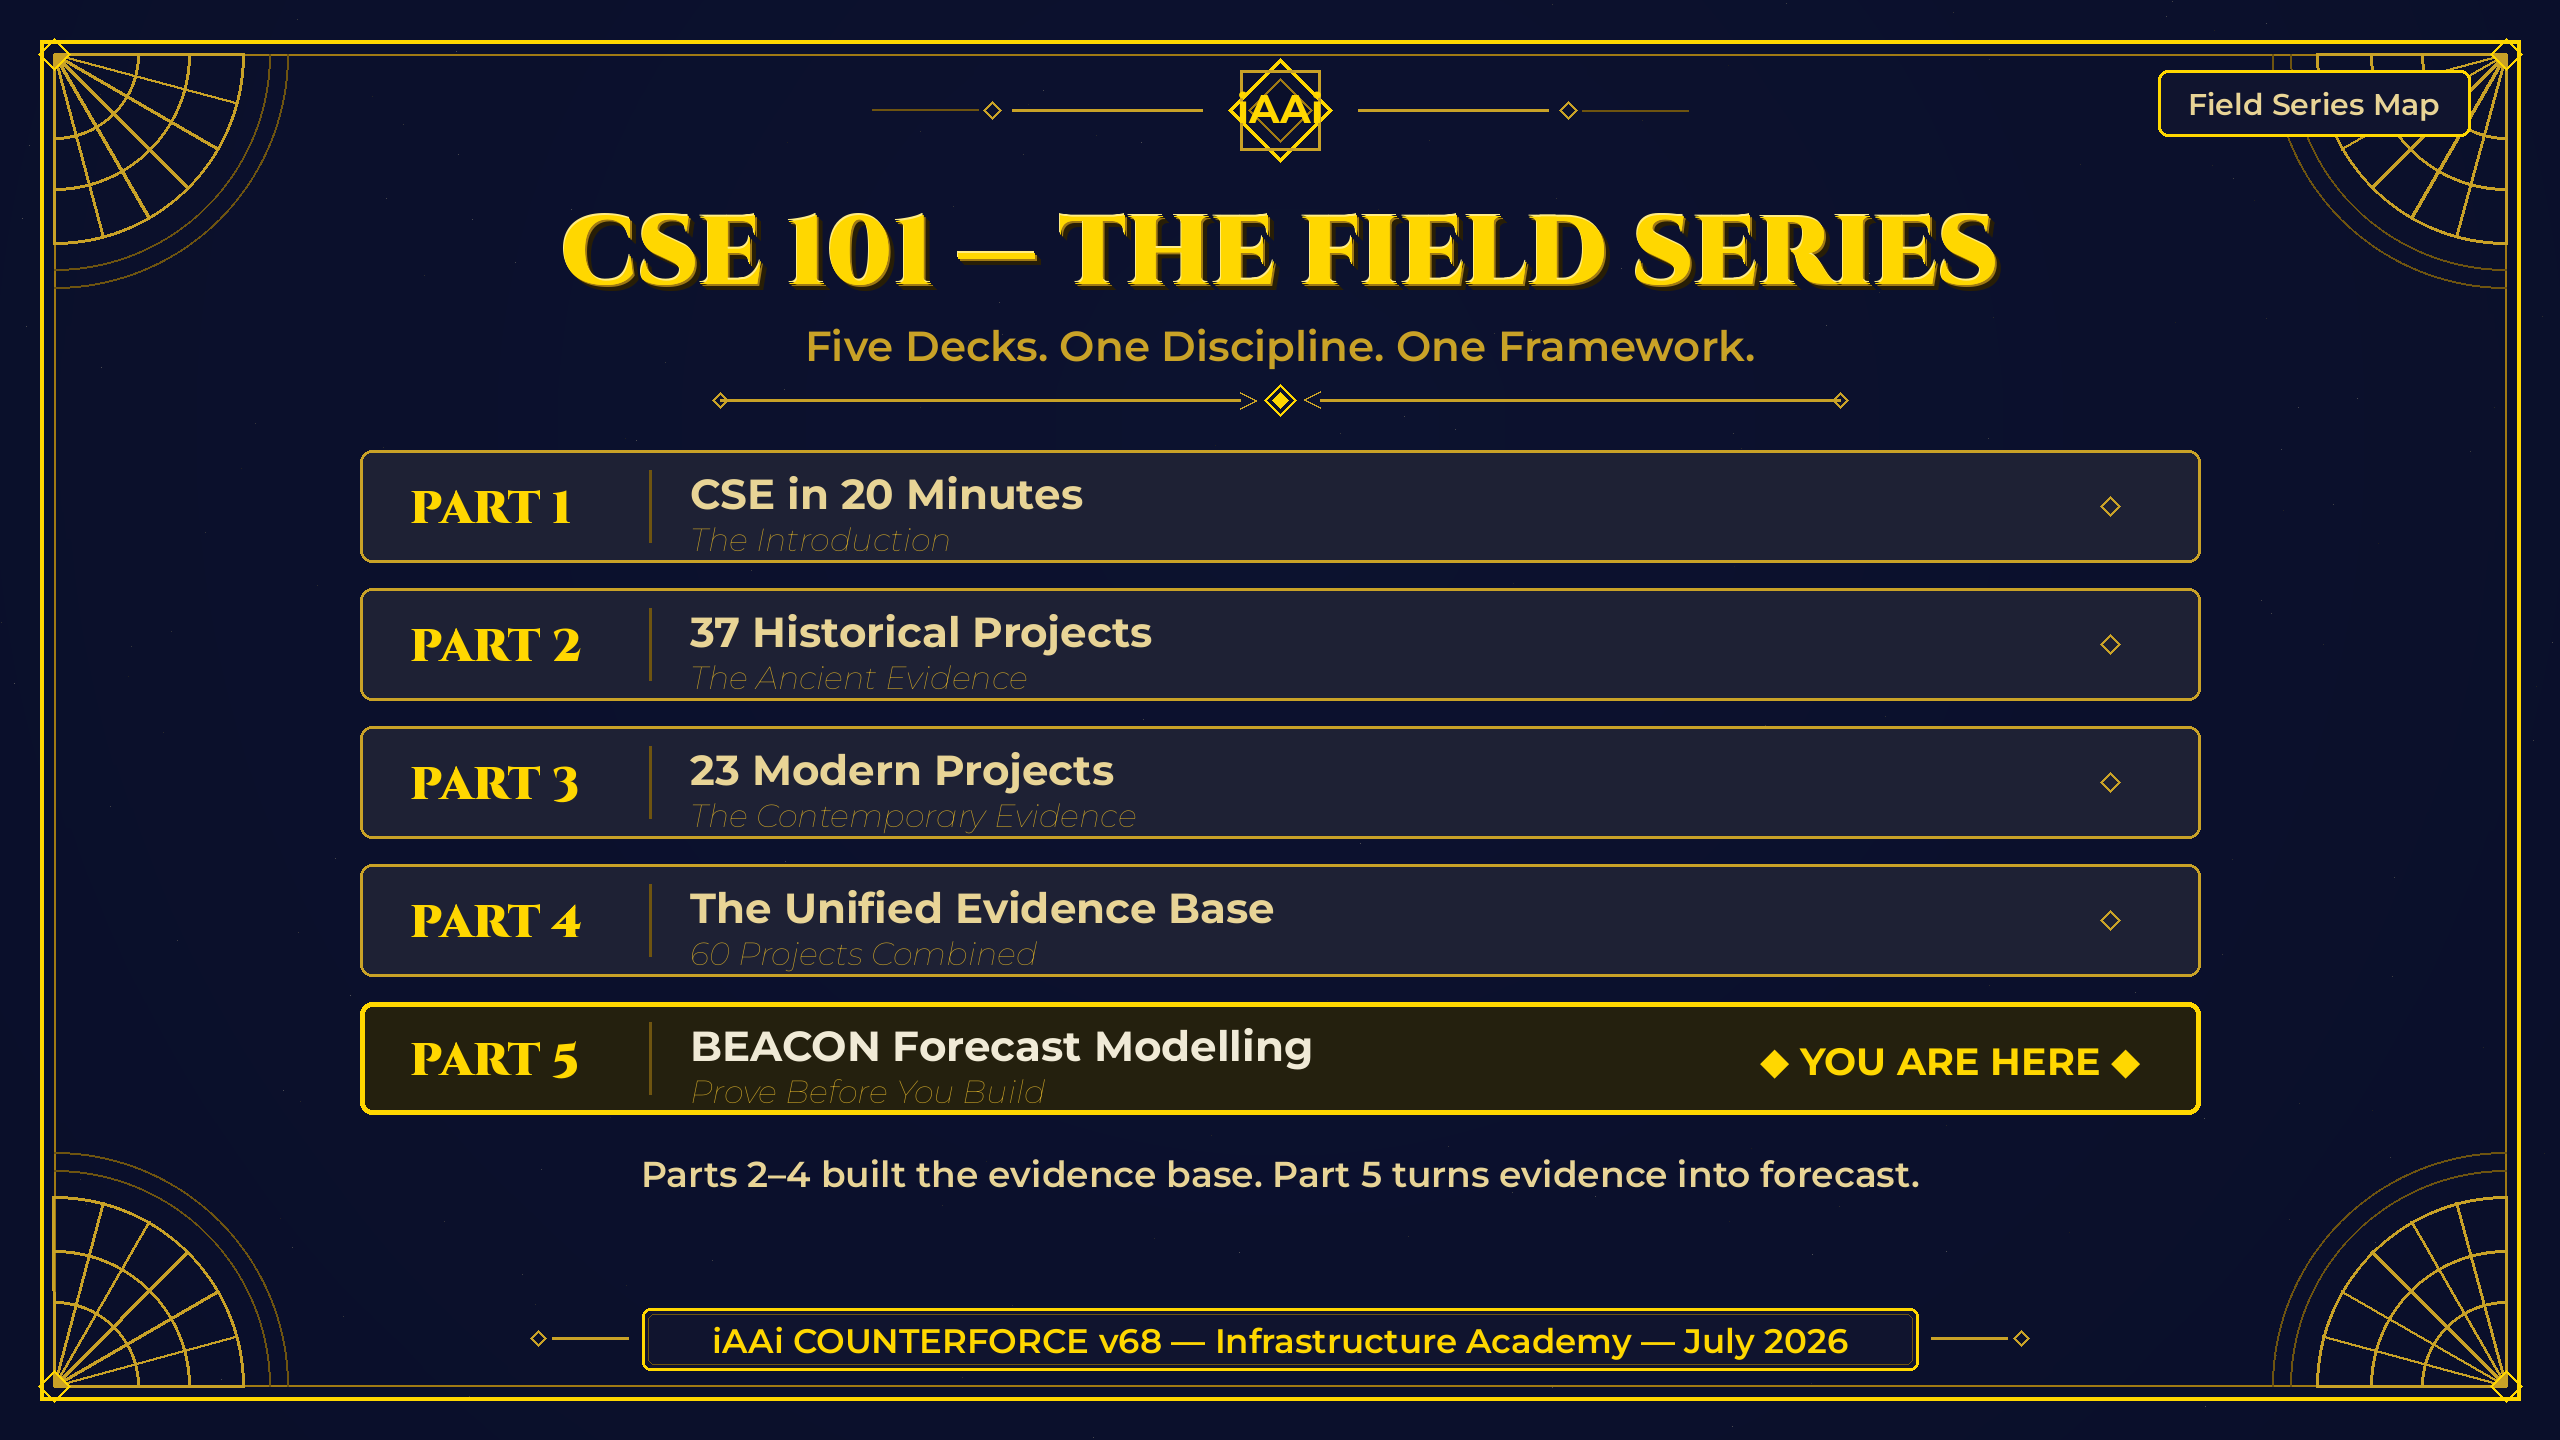 iAAi
Field Series Map
CSE 101 — THE FIELD SERIES
Five Decks. One Discipline. One Framework.
PART 1
CSE in 20 Minutes
The Introduction
PART 2
37 Historical Projects
The Ancient Evidence
PART 3
23 Modern Projects
The Contemporary Evidence
PART 4
The Unified Evidence Base
60 Projects Combined
PART 5
BEACON Forecast Modelling
Prove Before You Build
◆ YOU ARE HERE ◆
Parts 2–4 built the evidence base. Part 5 turns evidence into forecast.
iAAi COUNTERFORCE v68 — Infrastructure Academy — July 2026